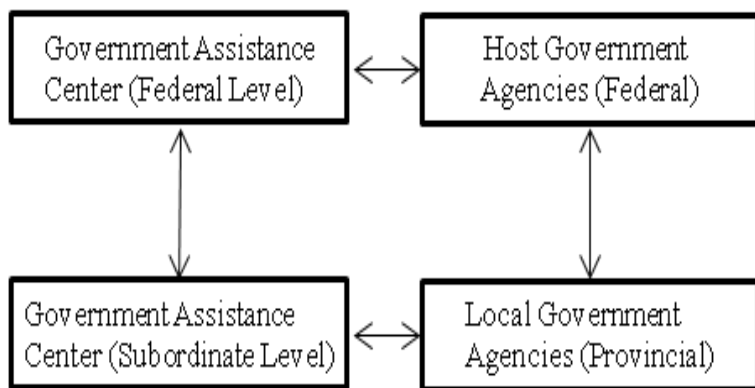 Government Assistance
Center (Federal Level)
Host Government
Agencies (Federal)
Government Assistance
Center (Subordinate Level)
Local Government
Agencies (Provincial)